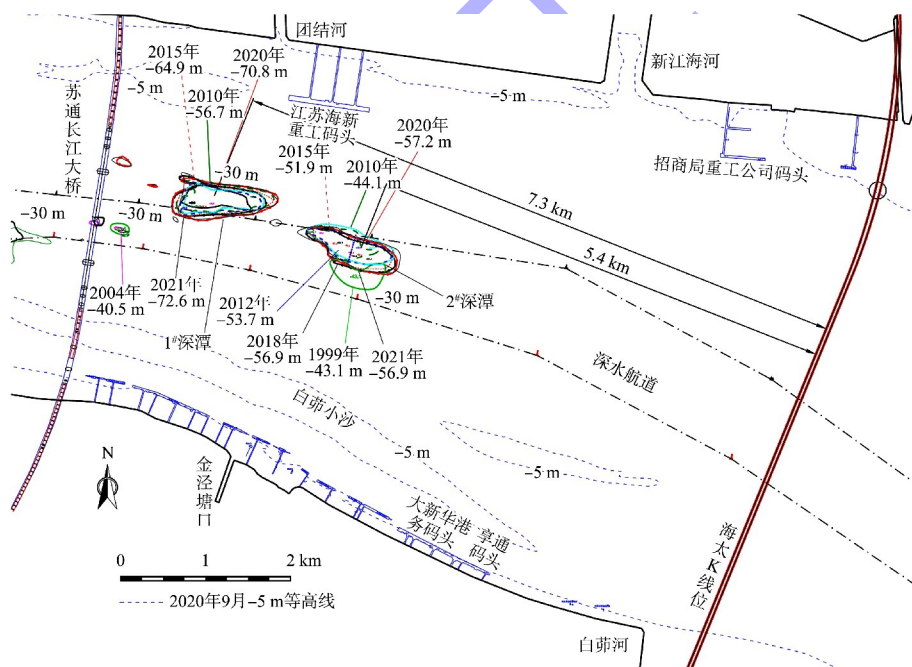 团结河
2015年
-64.9 m
2020年
-70.8 m
-5 m
2010年
-56.7 m
苏通长江大桥
江苏海新
重工码头
-5 m
新江海河
2020年
-57.2 m
2015年
-51.9 m
2010年
-44.1 m
招商局重工公司码头
-30 m
-30 m
-30 m
7.3 km
5.4 km
2004年
-40.5 m
2021年
-72.6 m
1#深潭
2012年
-53.7 m
2018年
-56.9 m
1999年
-43.1 m
2021年
-56.9 m
-30 m
2#深潭
深水航道
白茆小沙
-5 m
-5 m
N
金泾塘口
大新华港
务码头
享通
码头
海太K线位
0 1 2 km
2020年9月-5 m等高线
白茆河